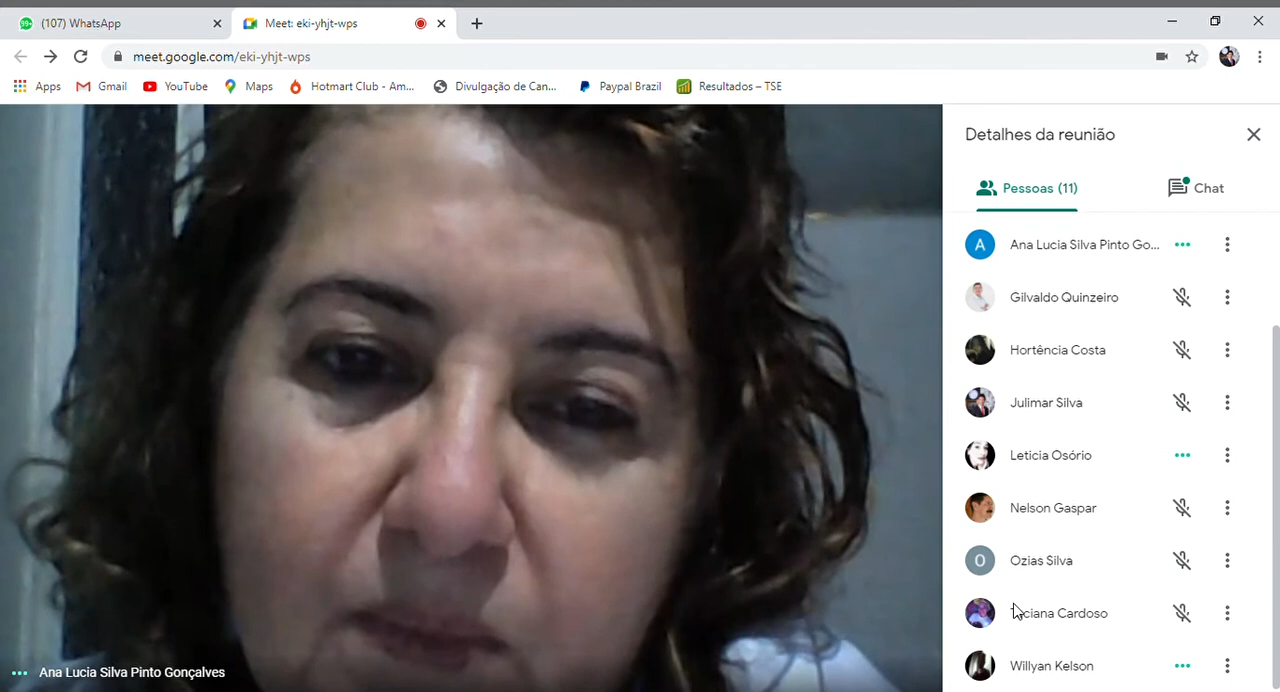 (107) WhatsApp
Meet: eki-yhjt-wps
meet.google.com/eki-yhjt-wps
Apps Gmail YouTube Maps Hotmart Club - Am... Divulgação de Can... Paypal Brazil Resultados – TSE
Detalhes da reunião
Pessoas (11) Chat
A Ana Lucia Silva Pinto Go...
Gilvaldo Quinzeiro
Hortência Costa
Julimar Silva
Leticia Osório
Nelson Gaspar
O Ozias Silva
Cardoso
Willyan Kelson
Ana Lucia Silva Pinto Gonçalves